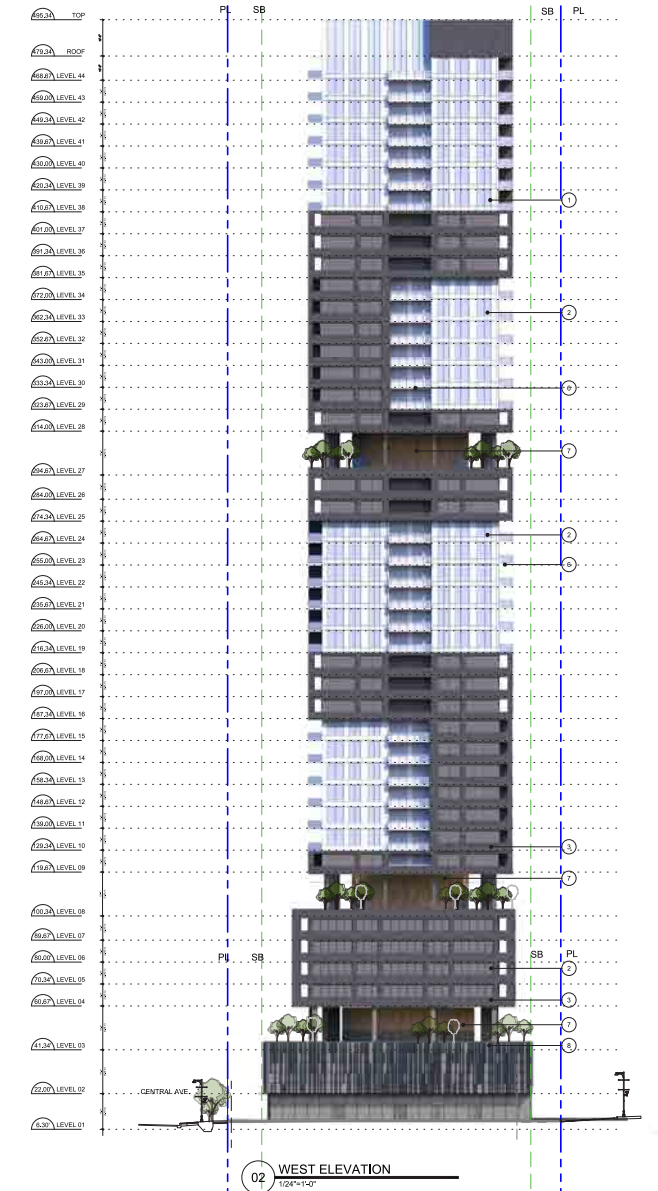 PL SB SB PL
495.34 TOP
479.34 ROOF
468.67 LEVEL 44
459.00 LEVEL 43
449.34 LEVEL 42
439.67 LEVEL 41
430.00 LEVEL 40
420.34 LEVEL 39
410.67 LEVEL 38
1
401.00 LEVEL 37
391.34 LEVEL 36
381.67 LEVEL 35
372.00 LEVEL 34
2
362.34 LEVEL 33
352.67 LEVEL 32
343.00 LEVEL 31
333.34 LEVEL 30
6
323.67 LEVEL 29
314.00 LEVEL 28
7
294.67 LEVEL 27
284.00 LEVEL 26
274.34 LEVEL 25
2
264.67 LEVEL 24
255.00 LEVEL 23
6
245.34 LEVEL 22
235.67 LEVEL 21
226.00 LEVEL 20
216.34 LEVEL 19
206.67 LEVEL 18
197.00 LEVEL 17
187.34 LEVEL 16
177.67 LEVEL 15
168.00 LEVEL 14
158.34 LEVEL 13
148.67 LEVEL 12
139.00 LEVEL 11
129.34 LEVEL 10
3
119.67 LEVEL 09
7
100.34 LEVEL 08
89.67 LEVEL 07
PL SB SB PL
80.00' LEVEL 06
2
70.34' LEVEL 05
60.67' LEVEL 04
3
7
41.34' LEVEL 03
8
22.00' LEVEL 02
CENTRAL AVE.
6.30' LEVEL 01
02 WEST ELEVATION
1/24"=1'-0"